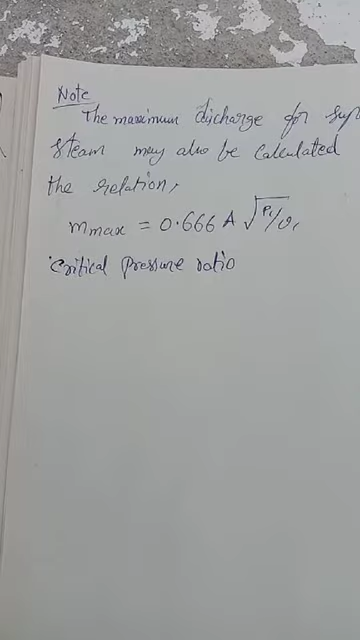 Note
The maximum discharge for sup
steam may also be calculated
the relation,
m max = 0.666 A √P₁/v₁
Critical pressure ratio